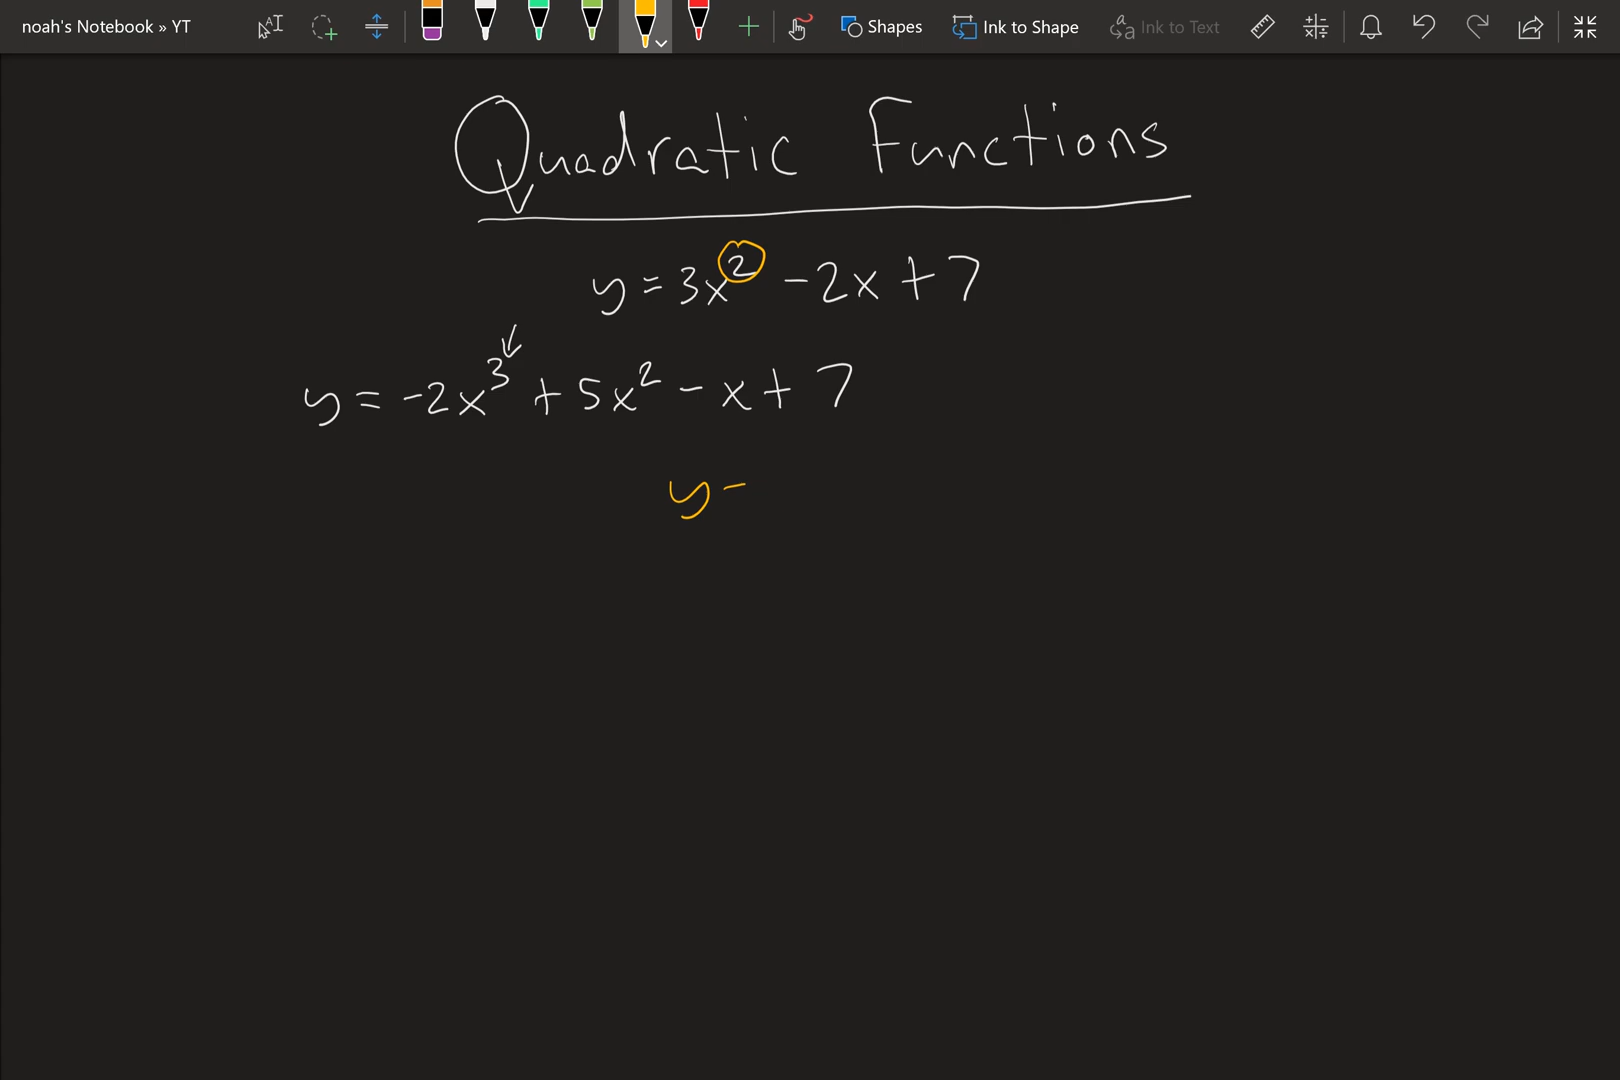 noah's Notebook » YT
Shapes
Ink to Shape
Ink to Text
Quadratic Functions
y = 3x² - 2x + 7
y = -2x³ + 5x² - x + 7
y -